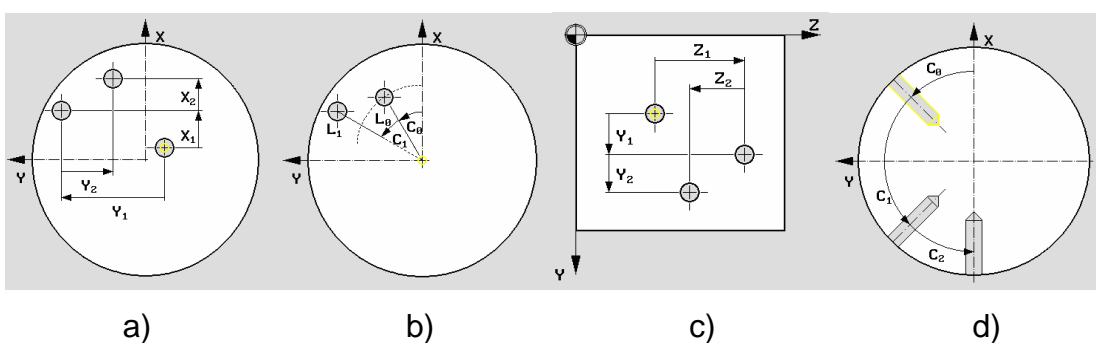 X
X₂
X₁
Y
Y₂
Y₁
a)
X
L₁
L₀
C₀
C₁
Y
b)
Z
Z₁
Z₂
Y₁
Y₂
Y
c)
X
C₀
Y
C₁
C₂
d)